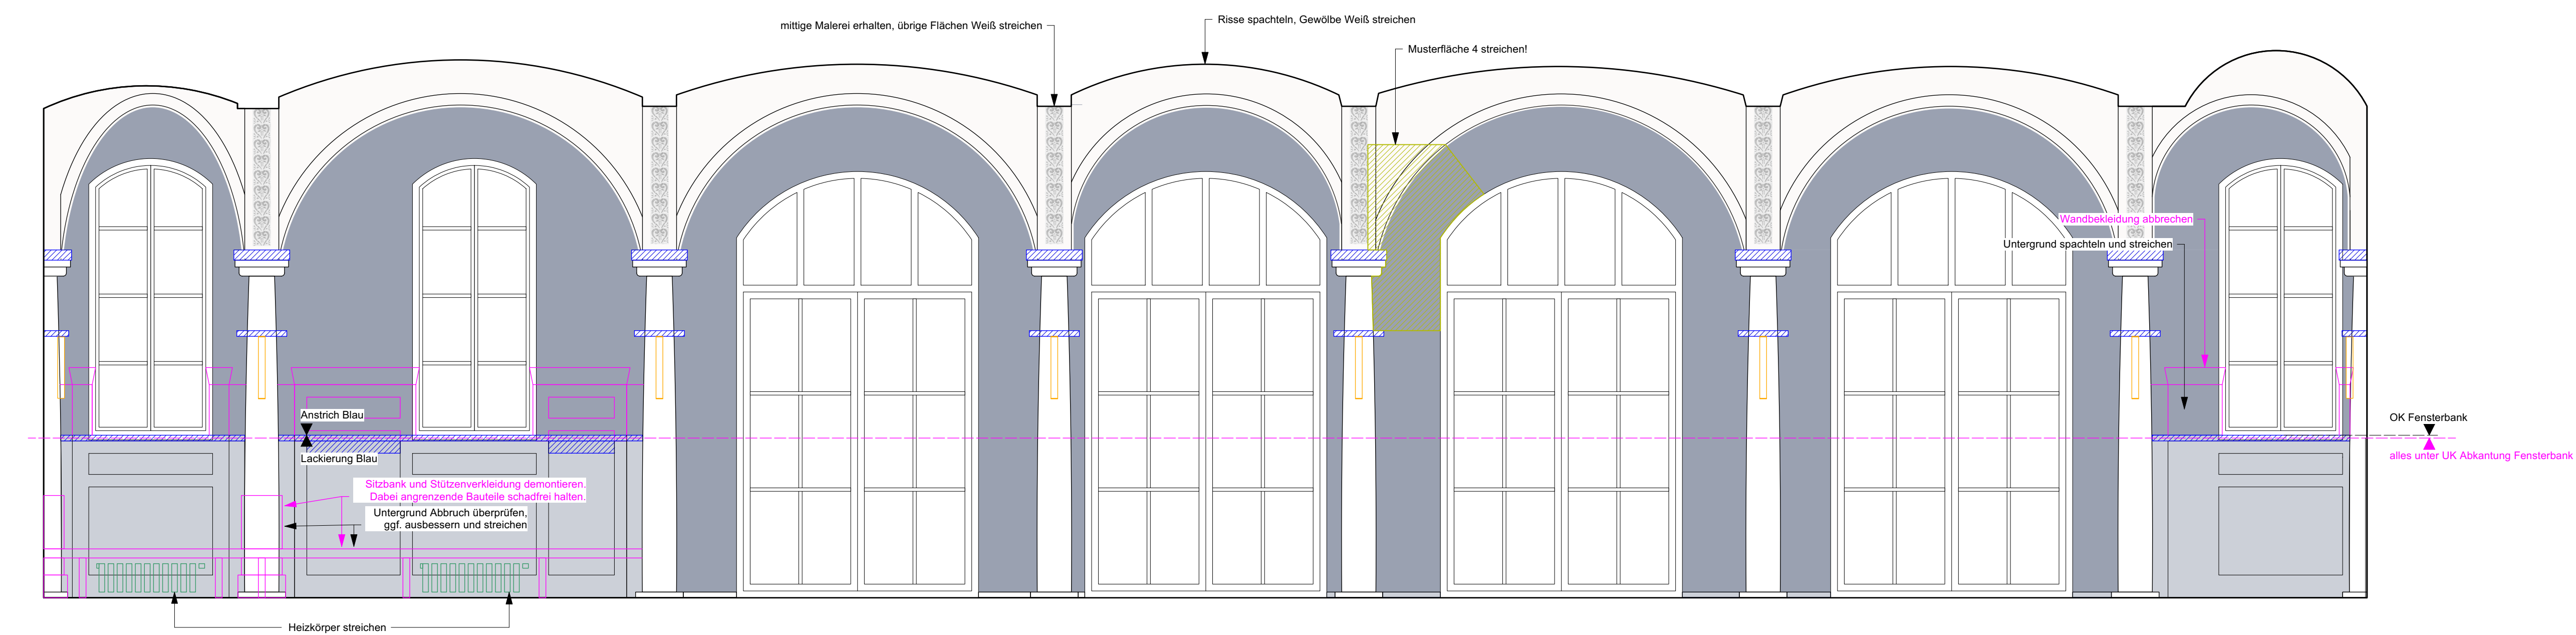 Risse spachteln, Gewölbe Weiß streichen
mittige Malerei erhalten, übrige Flächen Weiß streichen
Musterfläche 4 streichen!
Wandbekleidung abbrechen
Untergrund spachteln und streichen
Anstrich Blau
Lackierung Blau
OK Fensterbank
alles unter UK Abkantung Fensterbank
Sitzbank und Stützenverkleidung demontieren.
Dabei angrenzende Bauteile schadfrei halten.
Untergrund Abbruch überprüfen,
ggf. ausbessern und streichen
Heizkörper streichen